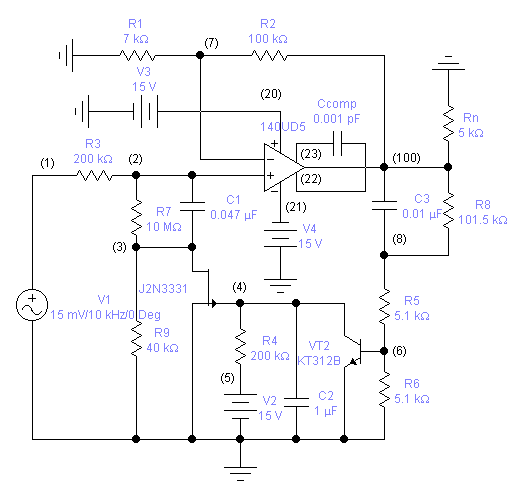 R1
7 kΩ
(7)
R2
100 kΩ
V3
15 V
(20)
Ccomp
0.001 pF
Rn
5 kΩ
140UD5
R3
200 kΩ
(1)
(2)
(23)
(22)
(100)
C1
0.047 µF
(21)
C3
0.01 µF
R8
101.5 kΩ
R7
10 MΩ
V4
15 V
(3)
(8)
J2N3331
(4)
V1
15 mV/10 kHz/0 Deg
R5
5.1 kΩ
R9
40 kΩ
R4
200 kΩ
VT2
KT312B
(6)
(5)
V2
15 V
C2
1 µF
R6
5.1 kΩ